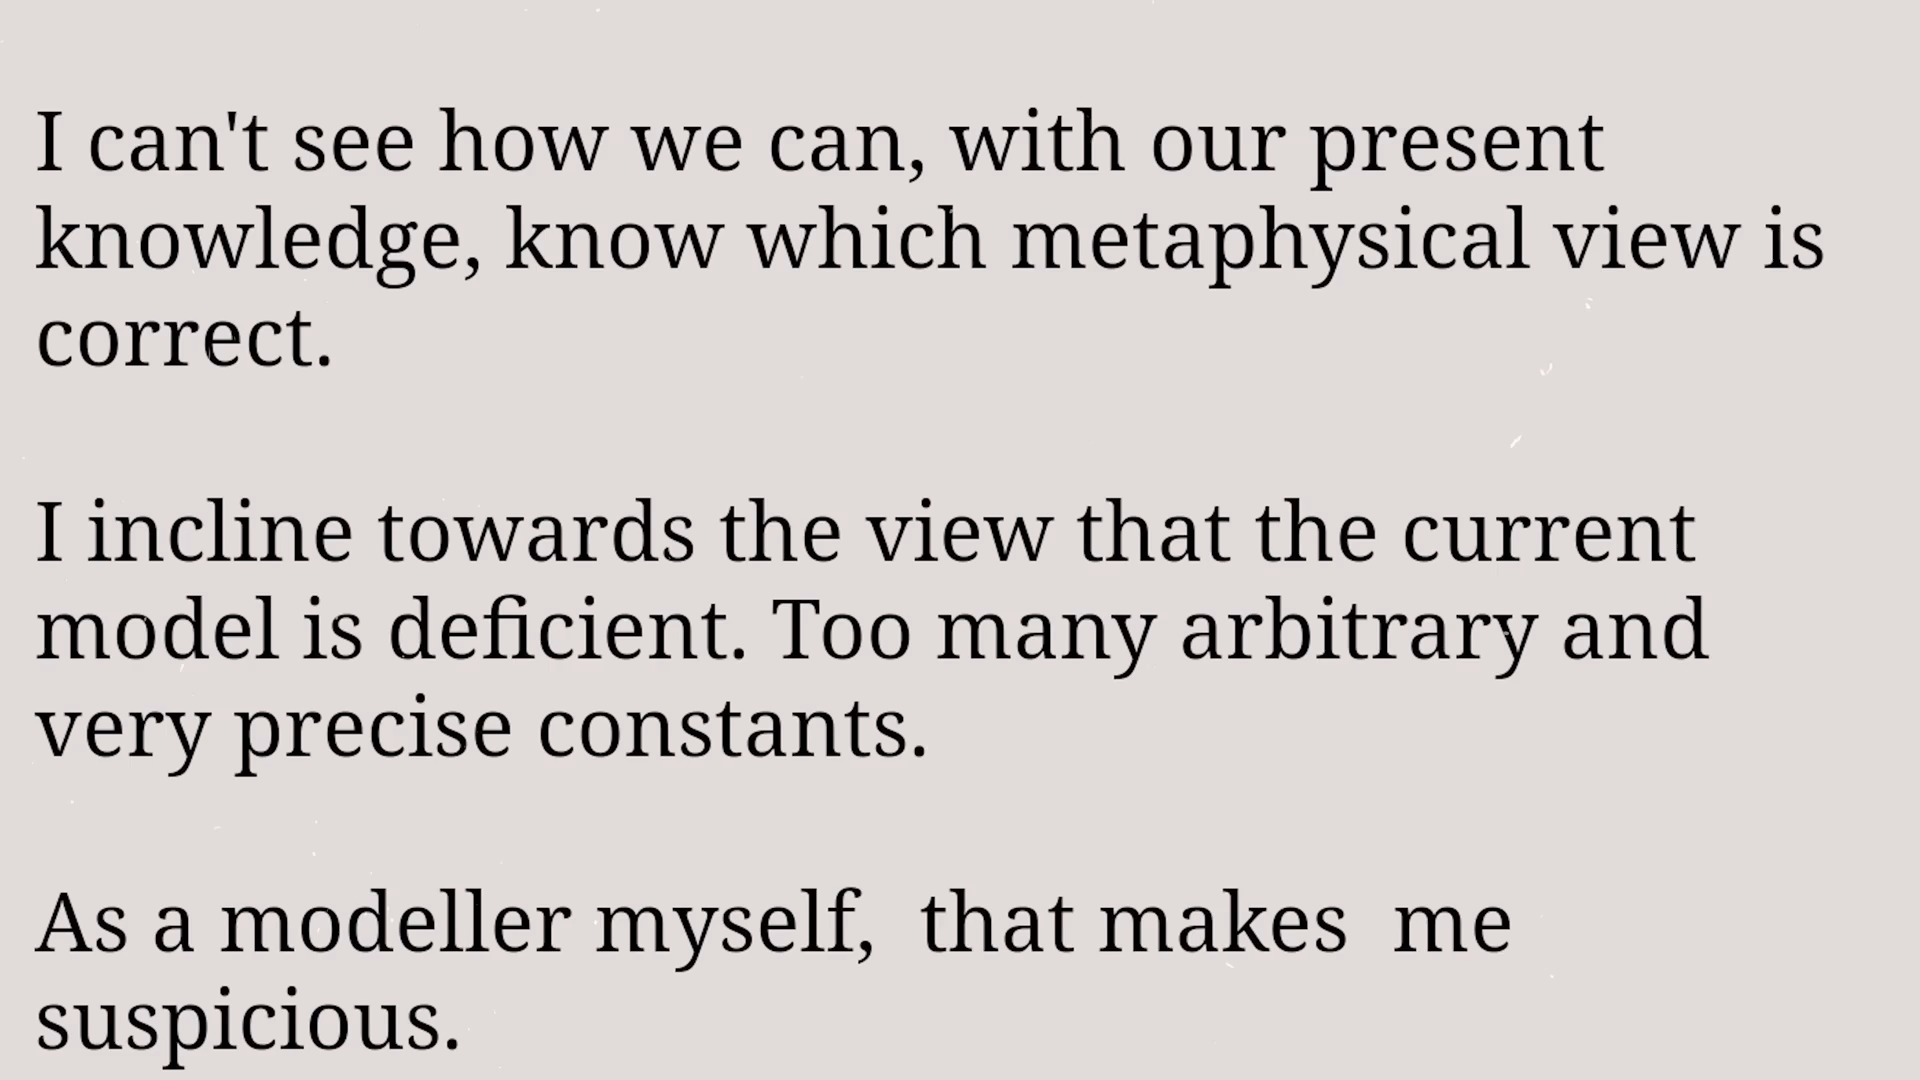 I can't see how we can, with our present
knowledge, know which metaphysical view is
correct.
I incline towards the view that the current
model is deficient. Too many arbitrary and
very precise constants.
As a modeller myself,  that makes  me
suspicious.